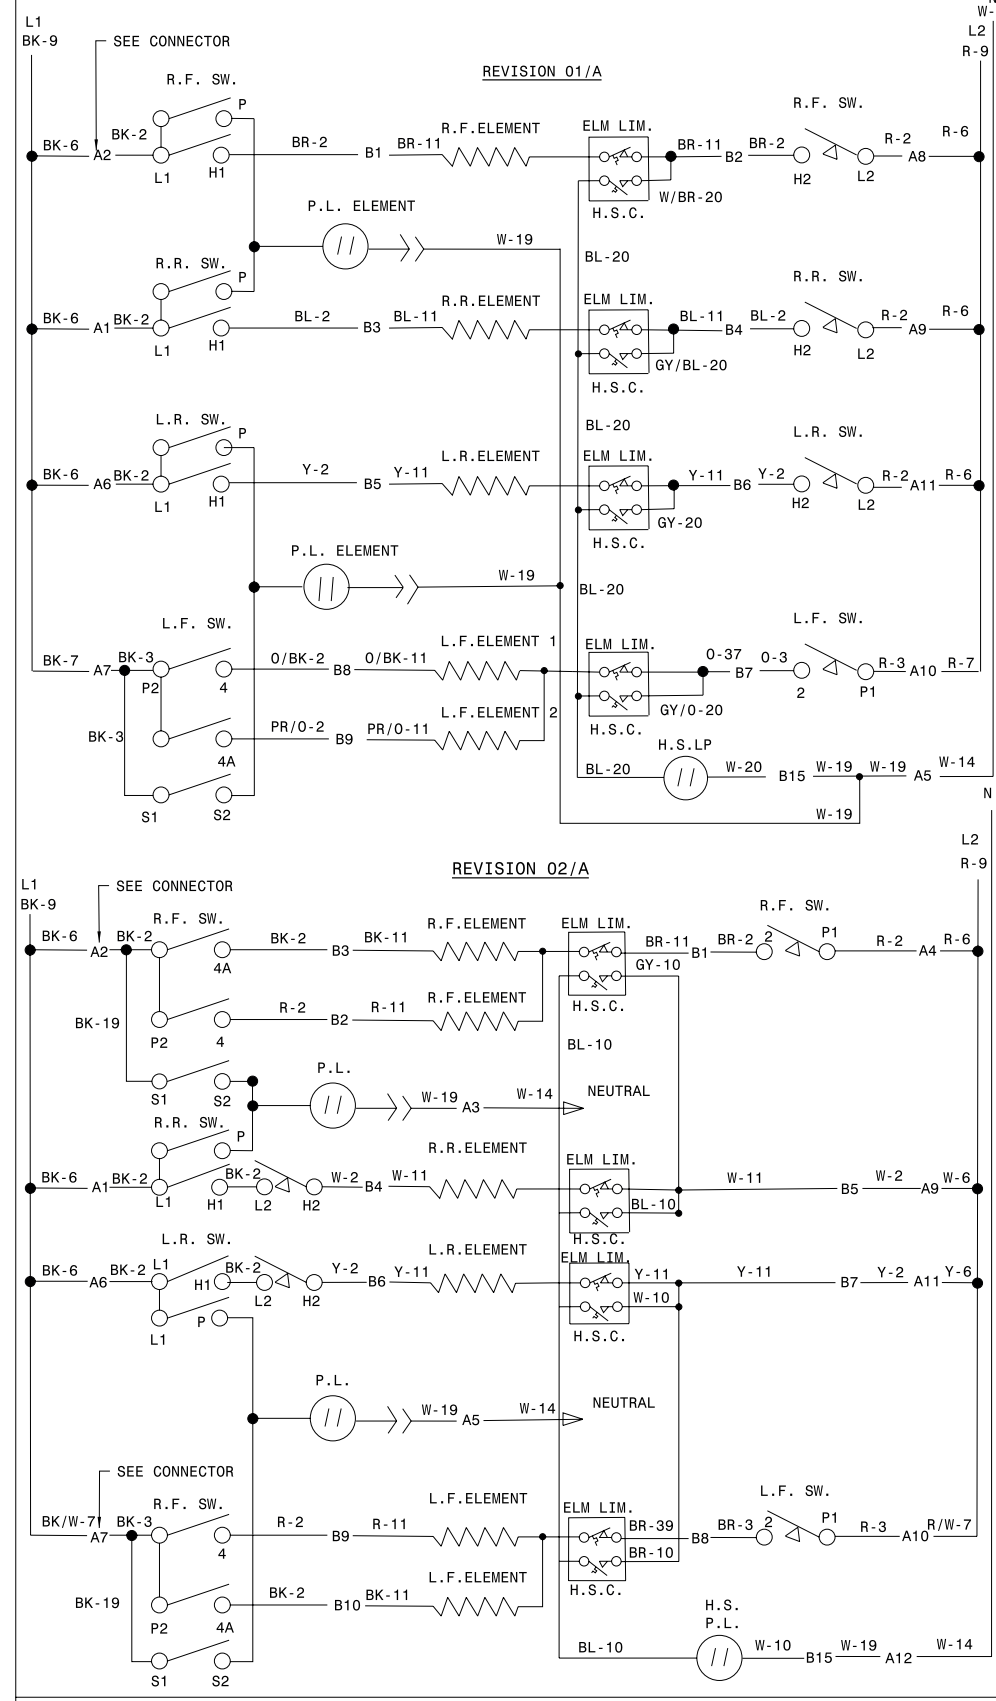 N
W-
L1
L2
BK-9
SEE CONNECTOR
R-9
REVISION 01/A
R.F. SW.
P
R.F. SW.
R.F.ELEMENT
ELM LIM.
BK-6
A2
BK-2
BR-2
B1
BR-11
BR-11
B2
BR-2
R-2
A8
R-6
L1
H1
H2
L2
W/BR-20
H.S.C.
P.L. ELEMENT
W-19
BL-20
R.R. SW.
P
R.R. SW.
R.R.ELEMENT
ELM LIM.
BK-6
A1
BK-2
BL-2
B3
BL-11
BL-11
B4
BL-2
R-2
A9
R-6
L1
H1
H2
L2
GY/BL-20
H.S.C.
L.R. SW.
P
BL-20
L.R. SW.
L.R.ELEMENT
ELM LIM.
BK-6
A6
BK-2
Y-2
B5
Y-11
Y-11
B6
Y-2
R-2
A11
R-6
L1
H1
H2
L2
GY-20
H.S.C.
P.L. ELEMENT
W-19
BL-20
L.F. SW.
L.F. SW.
L.F.ELEMENT 1
ELM LIM.
BK-7
A7
BK-3
O/BK-2
B8
O/BK-11
O-37
B7
O-3
R-3
A10
R-7
P2
4
2
P1
GY/O-20
L.F.ELEMENT 2
H.S.C.
BK-3
PR/O-2
B9
PR/O-11
4A
H.S.LP
BL-20
W-20
B15
W-19
W-19
A5
W-14
S1
S2
W-19
N
L2
R-9
REVISION 02/A
L1
BK-9
SEE CONNECTOR
R.F. SW.
R.F. SW.
R.F.ELEMENT
ELM LIM.
BK-6
A2
BK-2
BK-2
B3
BK-11
BR-11
B1
BR-2
2
P1
R-2
A4
R-6
4A
GY-10
R.F.ELEMENT
H.S.C.
BK-19
R-2
B2
R-11
P2
4
BL-10
P.L.
S1
S2
W-19
A3
W-14
NEUTRAL
R.R. SW.
P
R.R.ELEMENT
ELM LIM.
BK-6
A1
BK-2
BK-2
W-2
B4
W-11
W-11
B5
W-2
A9
W-6
L1
H1
L2
H2
BL-10
H.S.C.
L.R. SW.
L.R.ELEMENT
ELM LIM.
BK-6
A6
BK-2
L1
H1
BK-2
Y-2
B6
Y-11
Y-11
Y-11
B7
Y-2
A11
Y-6
L2
H2
W-10
L1
P
H.S.C.
P.L.
W-19
A5
W-14
NEUTRAL
SEE CONNECTOR
R.F. SW.
L.F.ELEMENT
ELM LIM.
L.F. SW.
BK/W-7
A7
BK-3
R-2
B9
R-11
BR-39
B8
BR-3
2
P1
R-3
A10
R/W-7
4
BR-10
L.F.ELEMENT
H.S.C.
BK-19
BK-2
B10
BK-11
P2
4A
H.S.
P.L.
BL-10
W-10
B15
W-19
A12
W-14
S1
S2